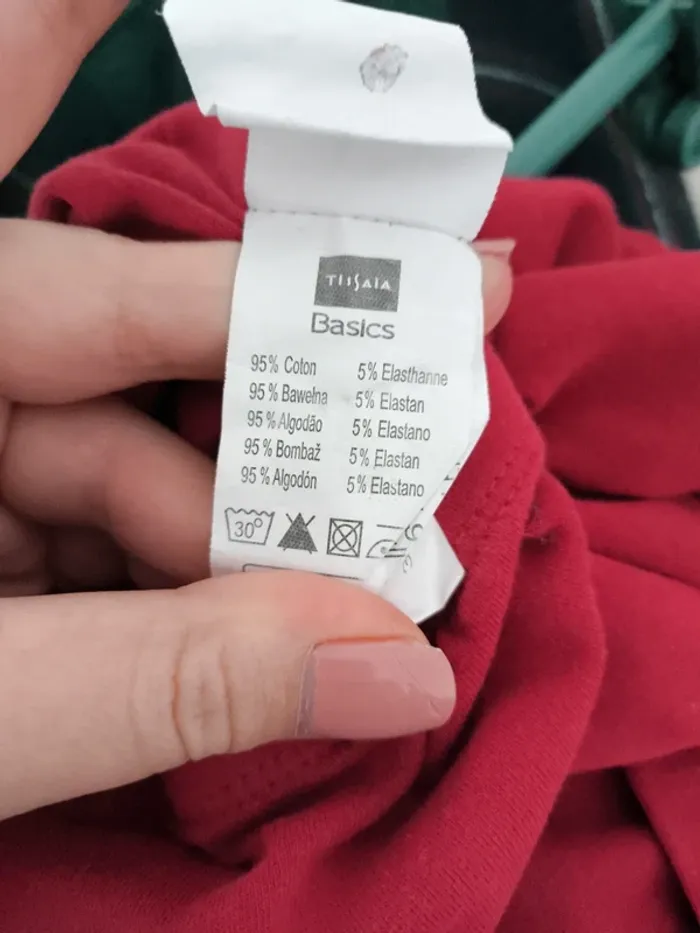 TISSAIA
Basics
95% Coton 5% Elasthanne
95% Bawełna 5% Elastan
95% Algodão 5% Elastano
95% Bombaž 5% Elastan
95% Algodón 5% Elastano
30°